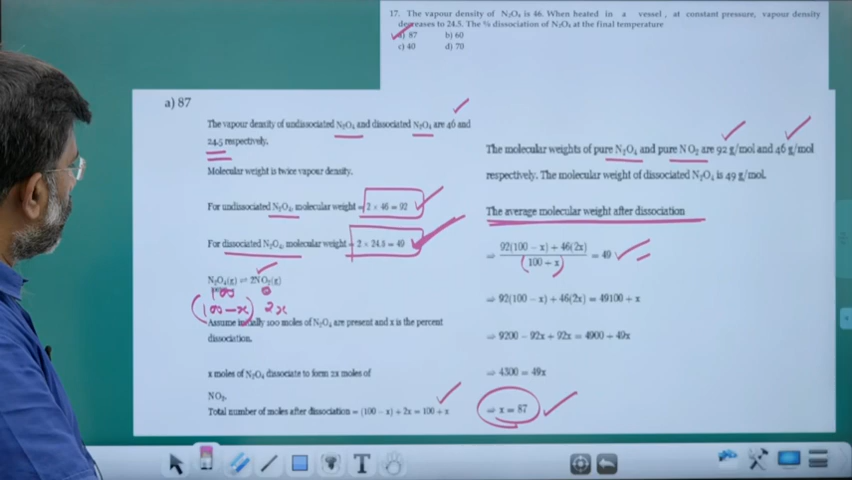 17. The vapour density of N₂O₄ is 46. When heated in a vessel, at constant pressure, vapour density
decreases to 24.5. The % dissociation of N₂O₄ at the final temperature
a) 87 b) 60
c) 40 d) 70
a) 87
The vapour density of undissociated N₂O₄ and dissociated N₂O₄ are 46 and
24.5 respectively.
Molecular weight is twice vapour density.
For undissociated N₂O₄, molecular weight = 2 × 46 = 92
For dissociated N₂O₄, molecular weight = 2 × 24.5 = 49
N₂O₄(g) ⇌ 2NO₂(g)
100 0
(100-x) 2x
Assume initially 100 moles of N₂O₄ are present and x is the percent
dissociation.
x moles of N₂O₄ dissociate to form 2x moles of
NO₂.
Total number of moles after dissociation = (100 − x) + 2x = 100 + x
The molecular weights of pure N₂O₄ and pure NO₂ are 92 g/mol and 46 g/mol
respectively. The molecular weight of dissociated N₂O₄ is 49 g/mol.
The average molecular weight after dissociation
⇒ 92(100 − x) + 46(2x) / (100 + x) = 49
⇒ 92(100 − x) + 46(2x) = 49100 + x
⇒ 9200 − 92x + 92x = 4900 + 49x
⇒ 4300 = 49x
⇒ x = 87
T